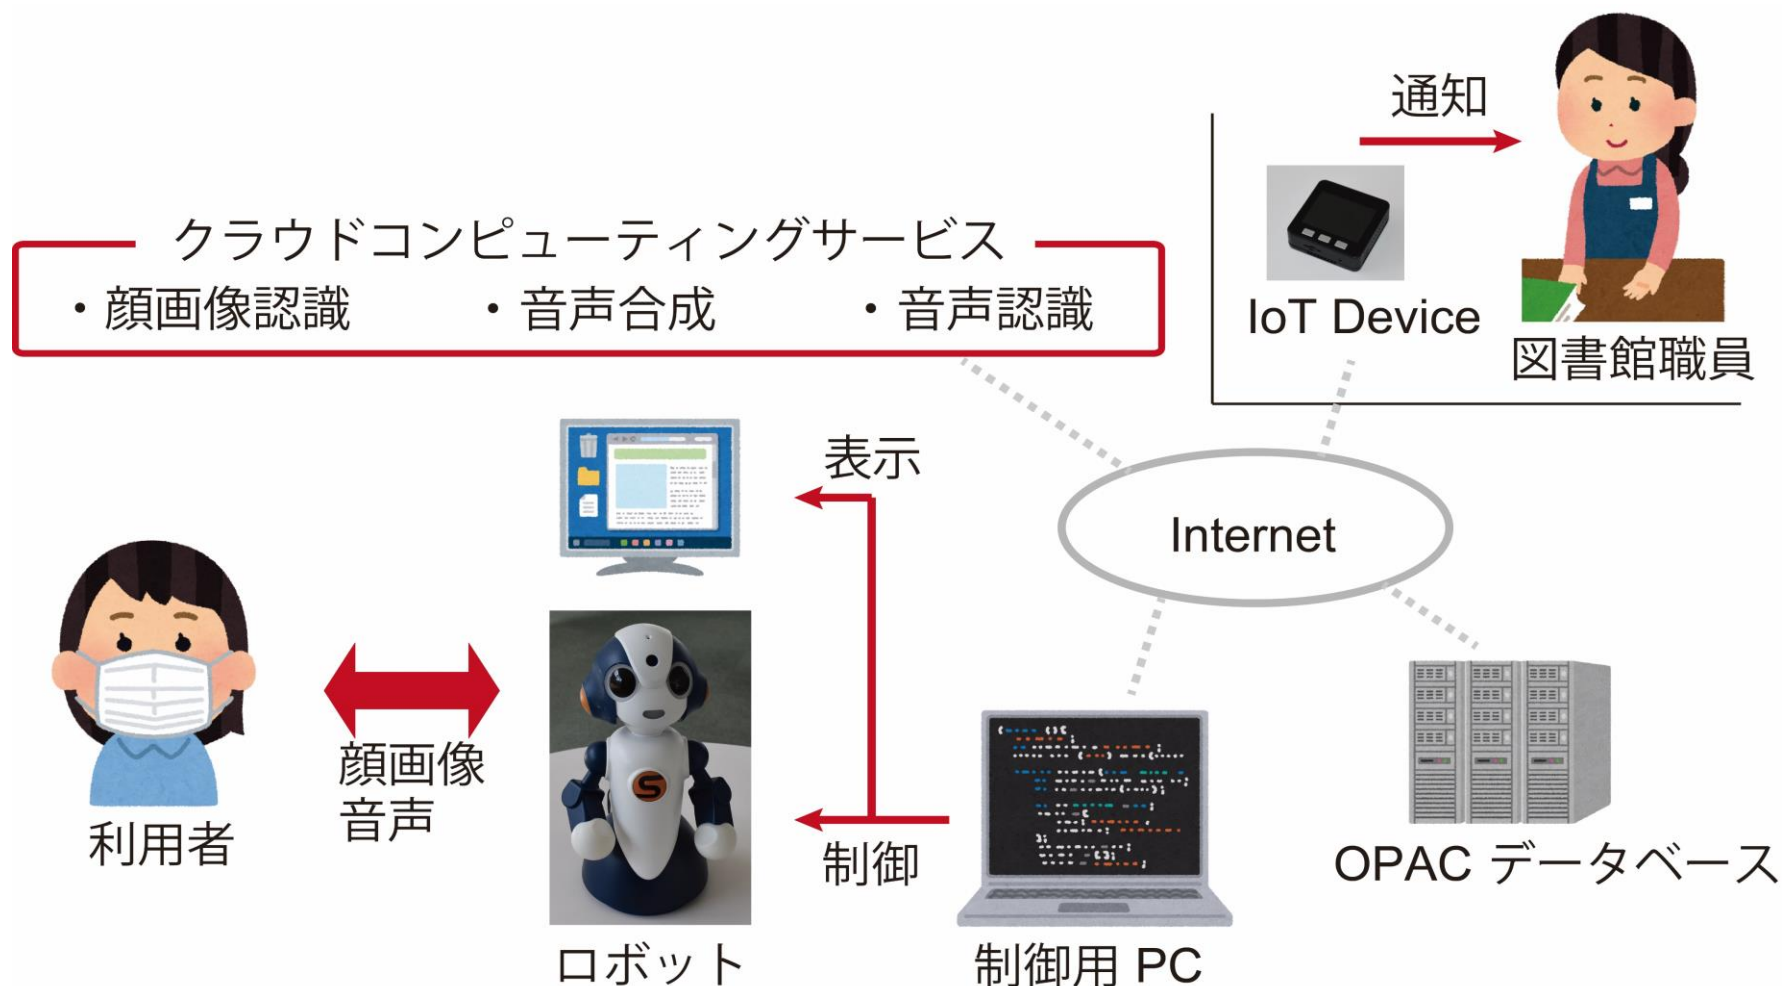 通知
クラウドコンピューティングサービス
・顔画像認識
・音声合成
・音声認識
IoT Device
図書館職員
表示
Internet
顔画像
音声
利用者
制御
OPAC データベース
ロボット
制御用 PC
S